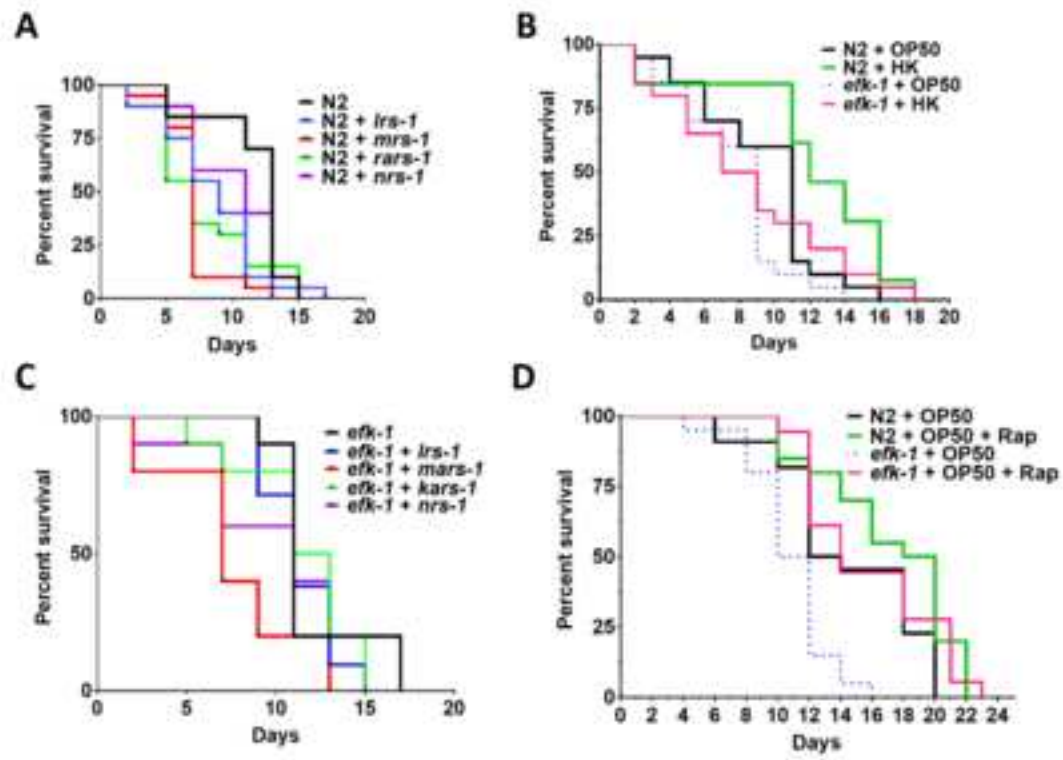 A
Percent survival
100
75
50
25
0
0 5 10 15 20
Days
N2
N2 + lrs-1
N2 + mrs-1
N2 + rars-1
N2 + nrs-1
B
Percent survival
100
75
50
25
0
0 2 4 6 8 10 12 14 16 18 20
Days
N2 + OP50
N2 + HK
efk-1 + OP50
efk-1 + HK
C
Percent survival
100
50
0
0 5 10 15 20
Days
efk-1
efk-1 + lrs-1
efk-1 + mars-1
efk-1 + kars-1
efk-1 + nrs-1
D
Percent survival
100
75
50
25
0
0 2 4 6 8 10 12 14 16 18 20 22 24
Days
N2 + OP50
N2 + OP50 + Rap
efk-1 + OP50
efk-1 + OP50 + Rap